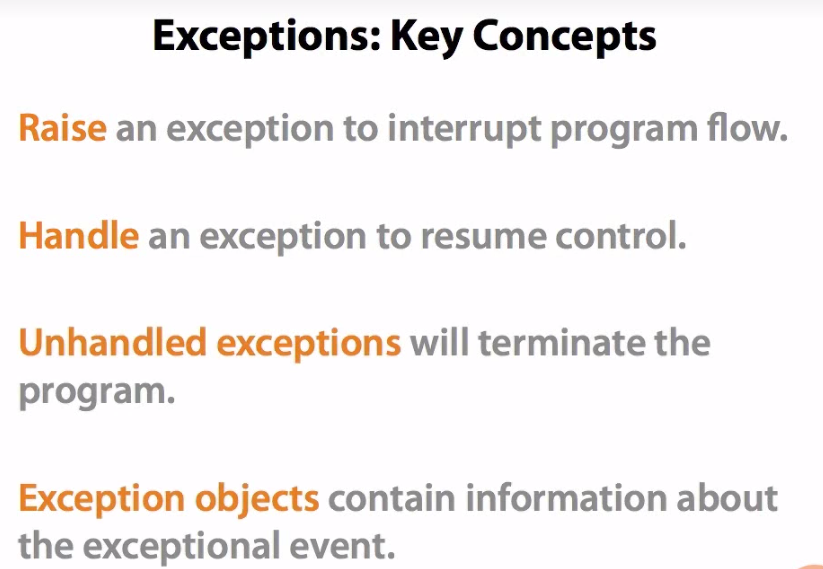 Exceptions: Key Concepts
Raise an exception to interrupt program flow.
Handle an exception to resume control.
Unhandled exceptions will terminate the
program.
Exception objects contain information about
the exceptional event.